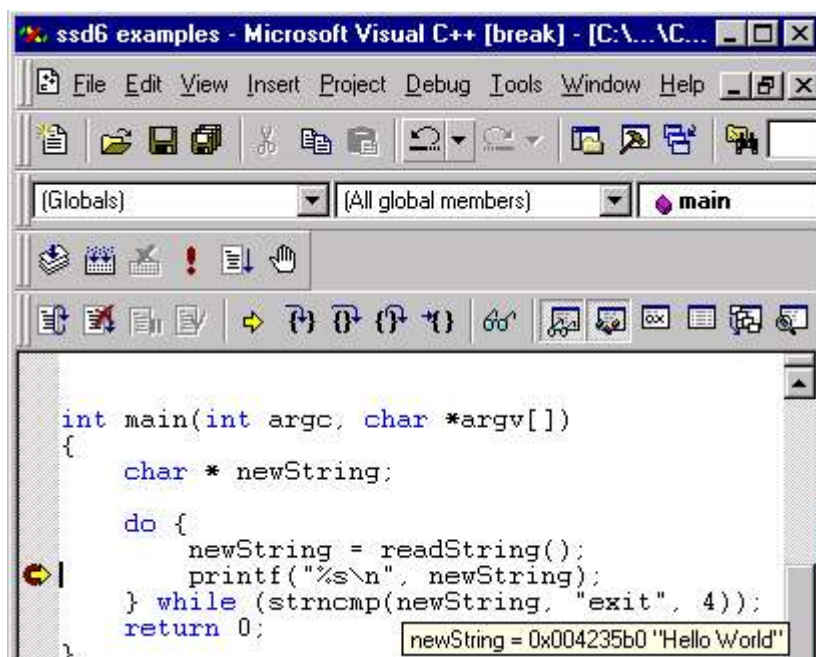 ssd6 examples - Microsoft Visual C++ [break] - [C:\...\C...
File Edit View Insert Project Debug Tools Window Help
(Globals) (All global members) main
int main(int argc, char *argv[])
{
char * newString;
do {
newString = readString();
printf("%s\n", newString);
} while (strncmp(newString, "exit", 4));
return 0;
newString = 0x004235b0 "Hello World"
}